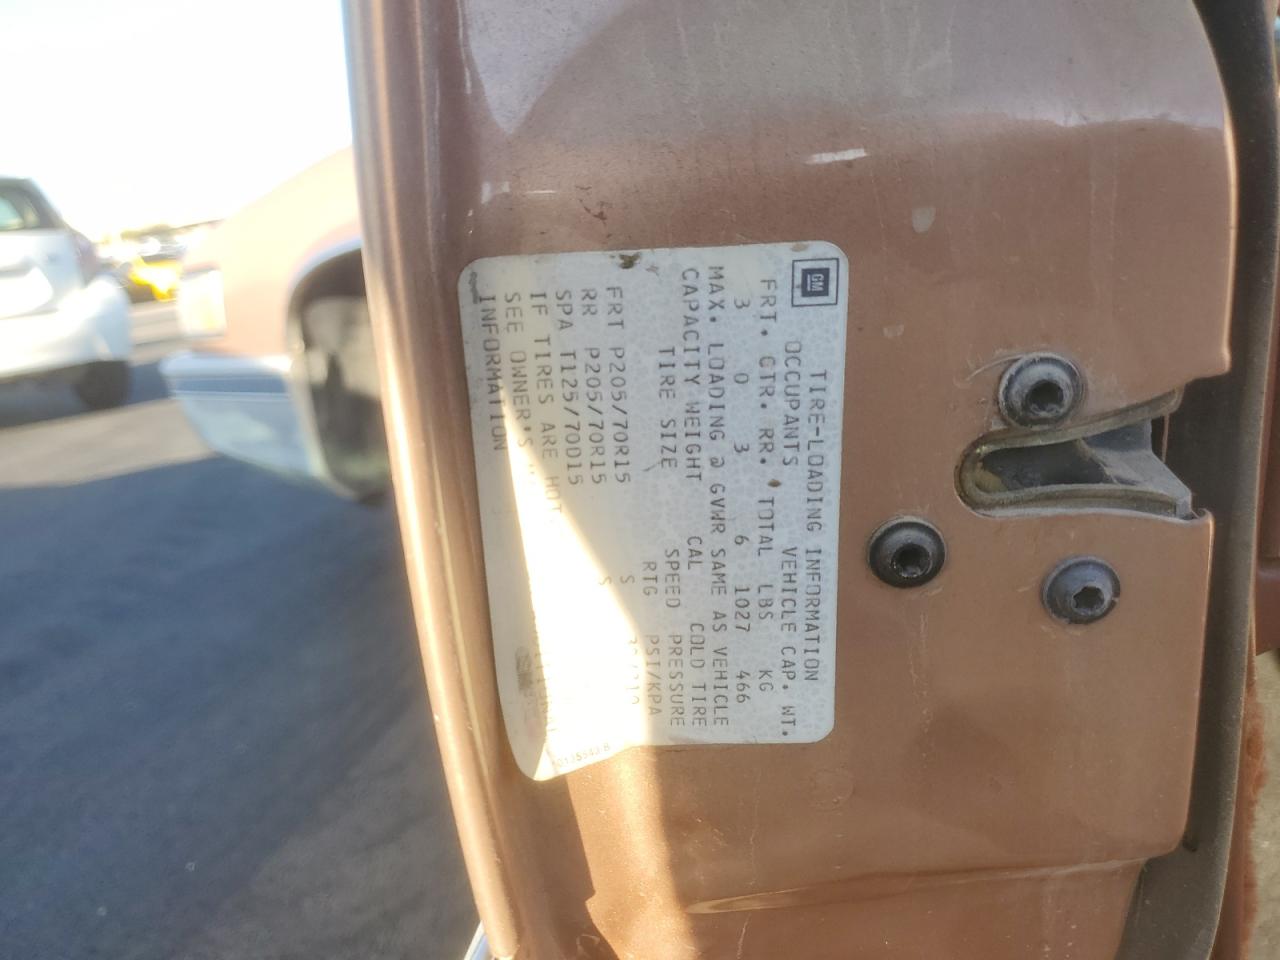 GM
TIRE-LOADING INFORMATION
OCCUPANTS VEHICLE CAP. WT.
FRT. CTR. RR. TOTAL LBS KG
3 0 3 6 1027 466
MAX. LOADING @ GVWR SAME AS VEHICLE
CAPACITY WEIGHT CAL COLD TIRE
TIRE SIZE SPEED PRESSURE
RTG PSI/KPA
FRT P205/70R15 S
RR P205/70R15 S
SPA T125/70D15
IF TIRES ARE HOT,
SEE OWNER'S
INFORMATION